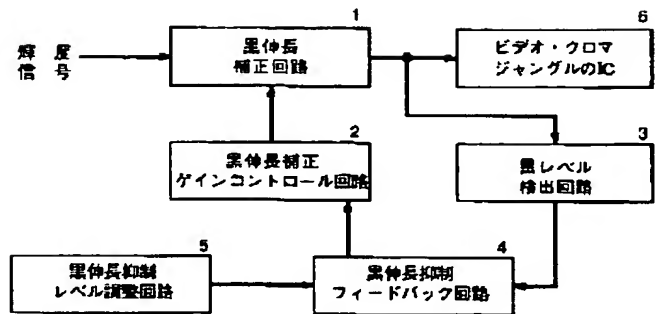 1
6
輝度
信号
黒伸長
補正回路
ビデオ・クロマ
ジャングルのIC
2
3
黒伸長補正
ゲインコントロール回路
黒レベル
検出回路
5
4
黒伸長抑制
レベル調整回路
黒伸長抑制
フィードバック回路